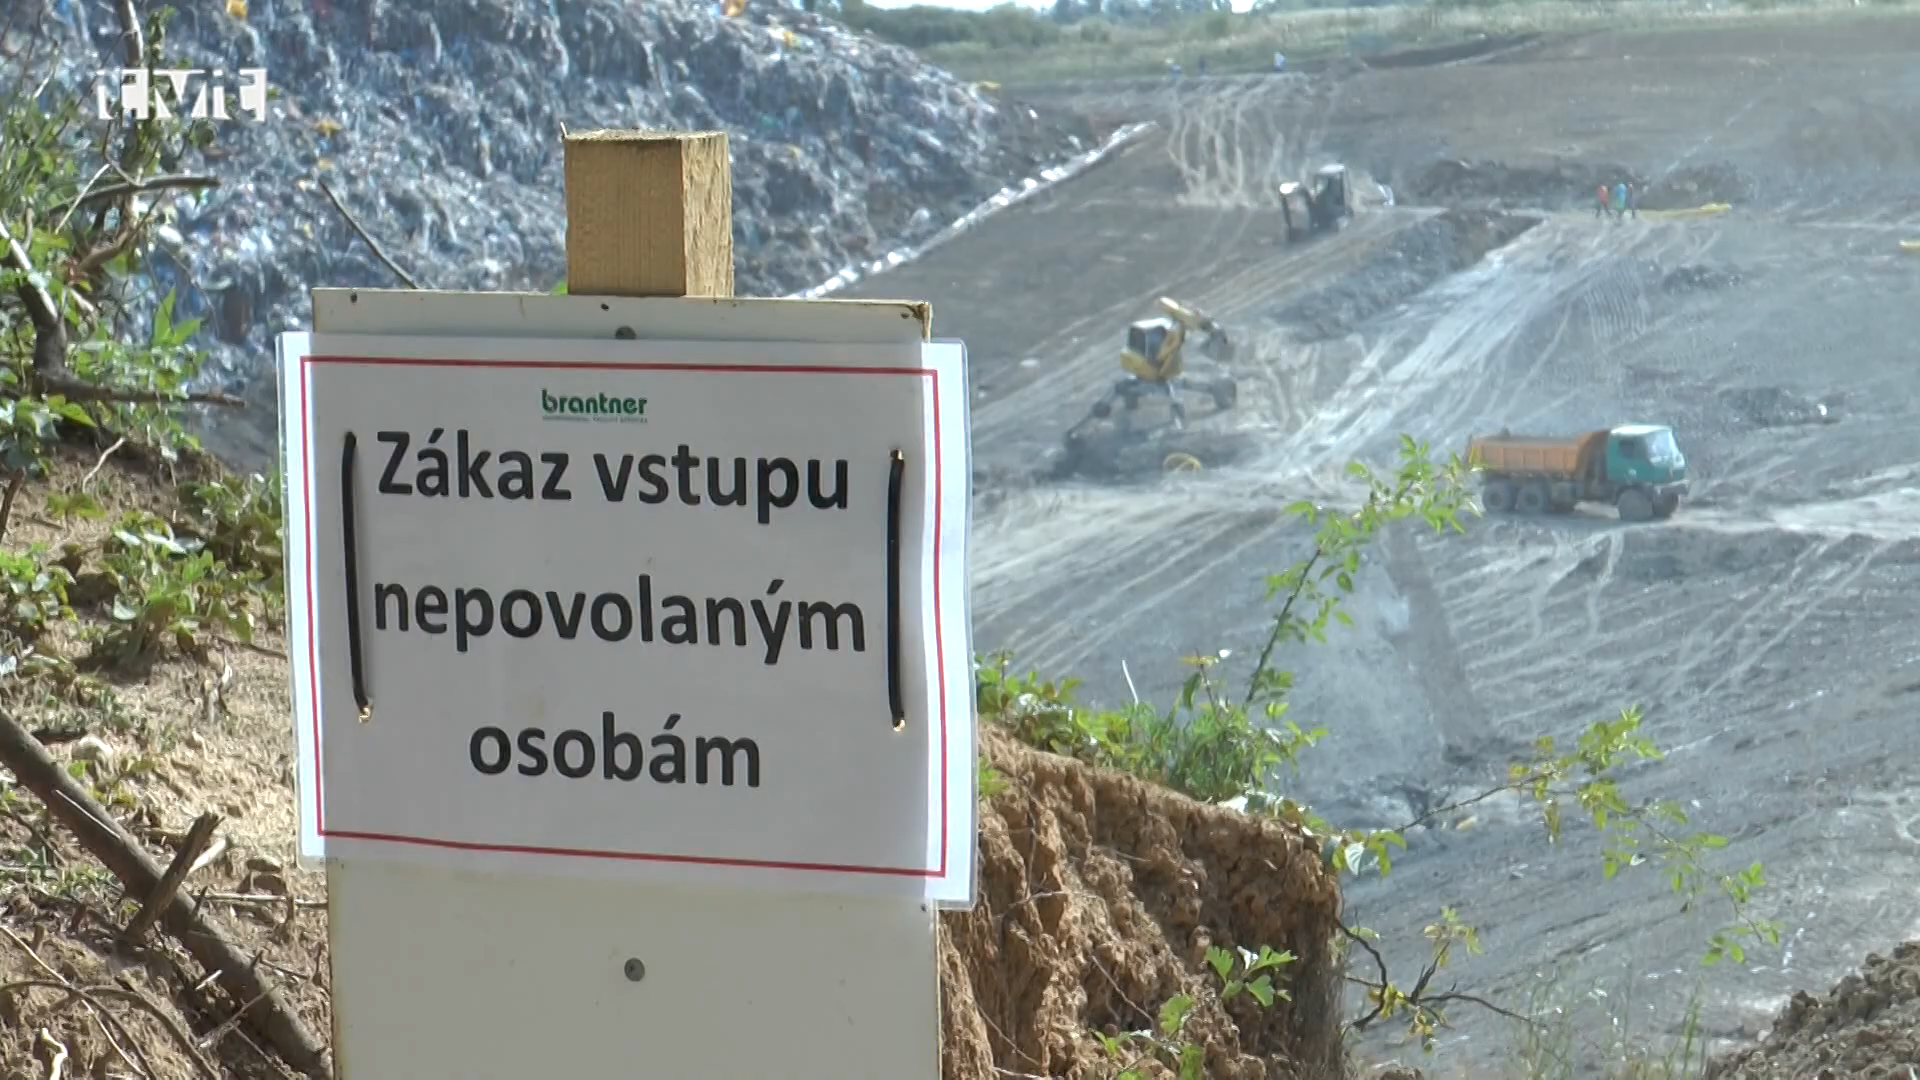 brantner
Zákaz vstupu
nepovolaným
osobám